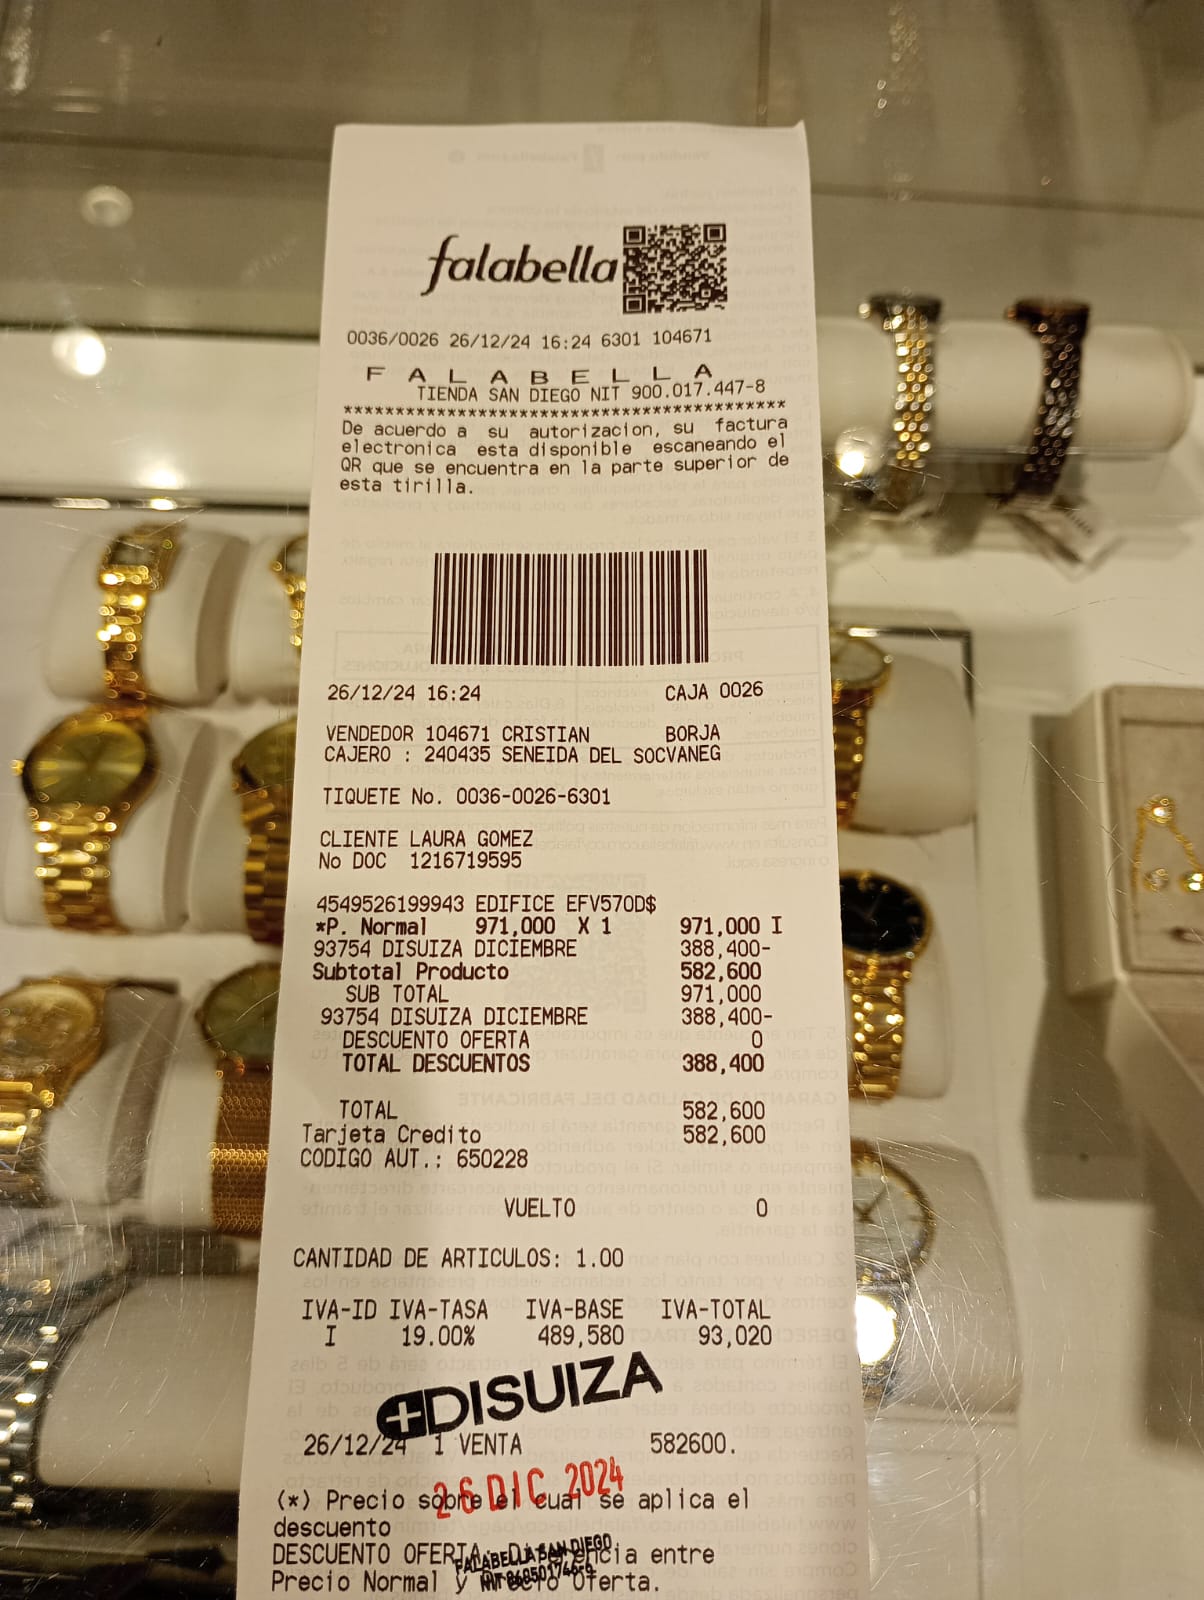 falabella
0036/0026 26/12/24 16:24 6301 104671
F A L A B E L L A
TIENDA SAN DIEGO NIT 900.017.447-8
******************************************
De acuerdo a su autorizacion, su factura
electronica esta disponible escaneando el
QR que se encuentra en la parte superior de
esta tirilla.
26/12/24 16:24 CAJA 0026
VENDEDOR 104671 CRISTIAN BORJA
CAJERO : 240435 SENEIDA DEL SOCVANEG
TIQUETE No. 0036-0026-6301
CLIENTE LAURA GOMEZ
No DOC 1216719595
4549526199943 EDIFICE EFV570D$
*P. Normal 971,000 X 1 971,000 I
93754 DISUIZA DICIEMBRE 388,400-
Subtotal Producto 582,600
SUB TOTAL 971,000
93754 DISUIZA DICIEMBRE 388,400-
DESCUENTO OFERTA 0
TOTAL DESCUENTOS 388,400
TOTAL 582,600
Tarjeta Credito 582,600
CODIGO AUT.: 650228
VUELTO 0
CANTIDAD DE ARTICULOS: 1.00
IVA-ID IVA-TASA IVA-BASE IVA-TOTAL
I 19.00% 489,580 93,020
DISUIZA
26/12/24 1 VENTA 582600.
26 DIC 2024
(*) Precio sobre el cual se aplica el
descuento
DESCUENTO OFERTA: Diferencia entre
FALABELLA SAN DIEGO
Precio Normal y Precio Oferta.